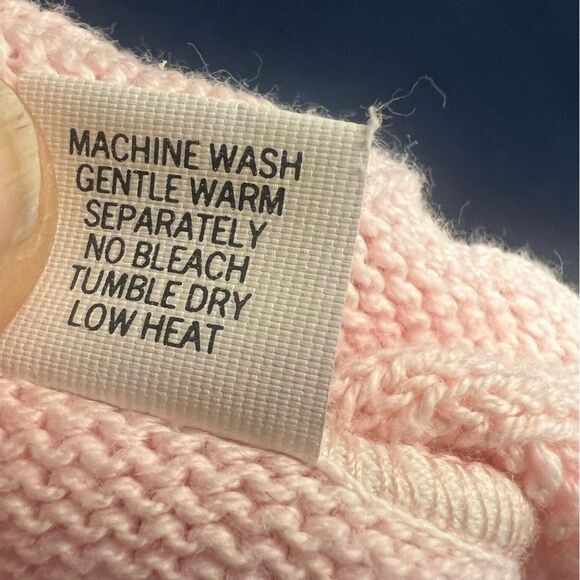 MACHINE WASH
GENTLE WARM
SEPARATELY
NO BLEACH
TUMBLE DRY
LOW HEAT